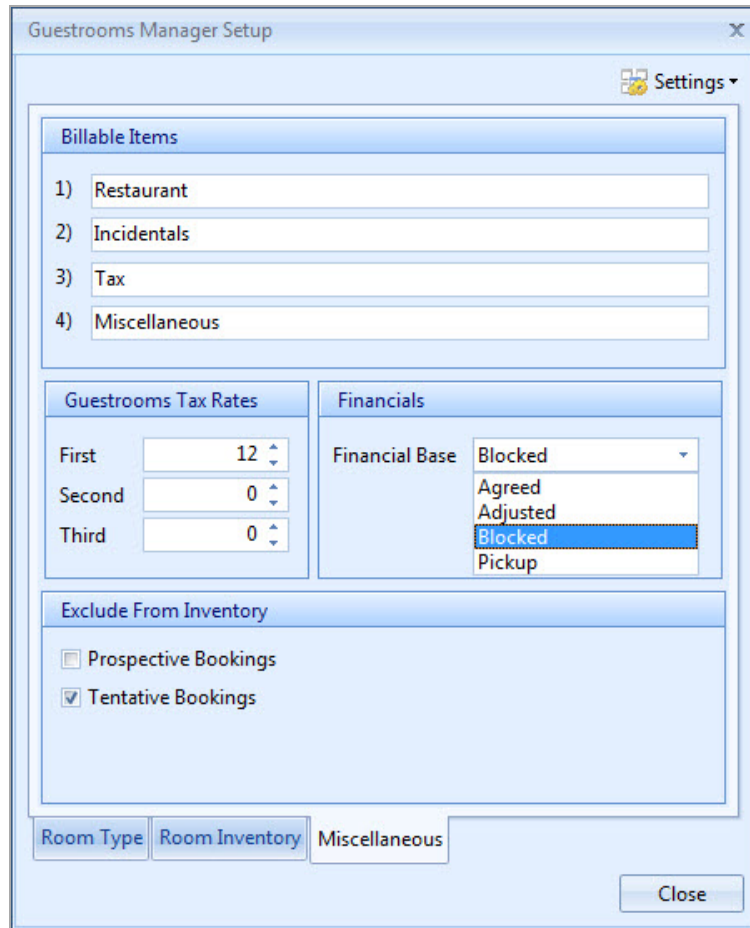 Guestrooms Manager Setup
Settings
Billable Items
1) Restaurant
2) Incidentals
3) Tax
4) Miscellaneous
Guestrooms Tax Rates
First 12
Second 0
Third 0
Financials
Financial Base Blocked
Agreed
Adjusted
Blocked
Pickup
Exclude From Inventory
Prospective Bookings
Tentative Bookings
Room Type Room Inventory Miscellaneous
Close